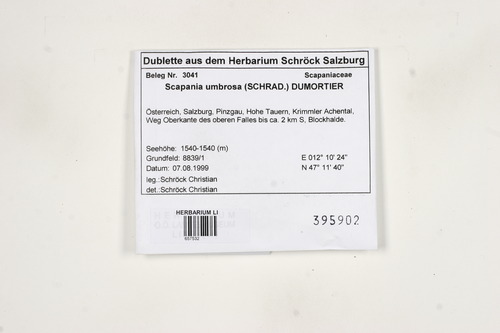 Dublette aus dem Herbarium Schröck Salzburg
Beleg Nr. 3041 Scapaniaceae
Scapania umbrosa (SCHRAD.) DUMORTIER
Österreich, Salzburg, Pinzgau, Hohe Tauern, Krimmler Achental,
Weg Oberkante des oberen Falles bis ca. 2 km S, Blockhalde.
Seehöhe: 1540-1540 (m)
Grundfeld: 8839/1 E 012° 10' 24"
Datum: 07.08.1999 N 47° 11' 40"
leg.:Schröck Christian
det.:Schröck Christian
HERBARIUM LI
657532
395902